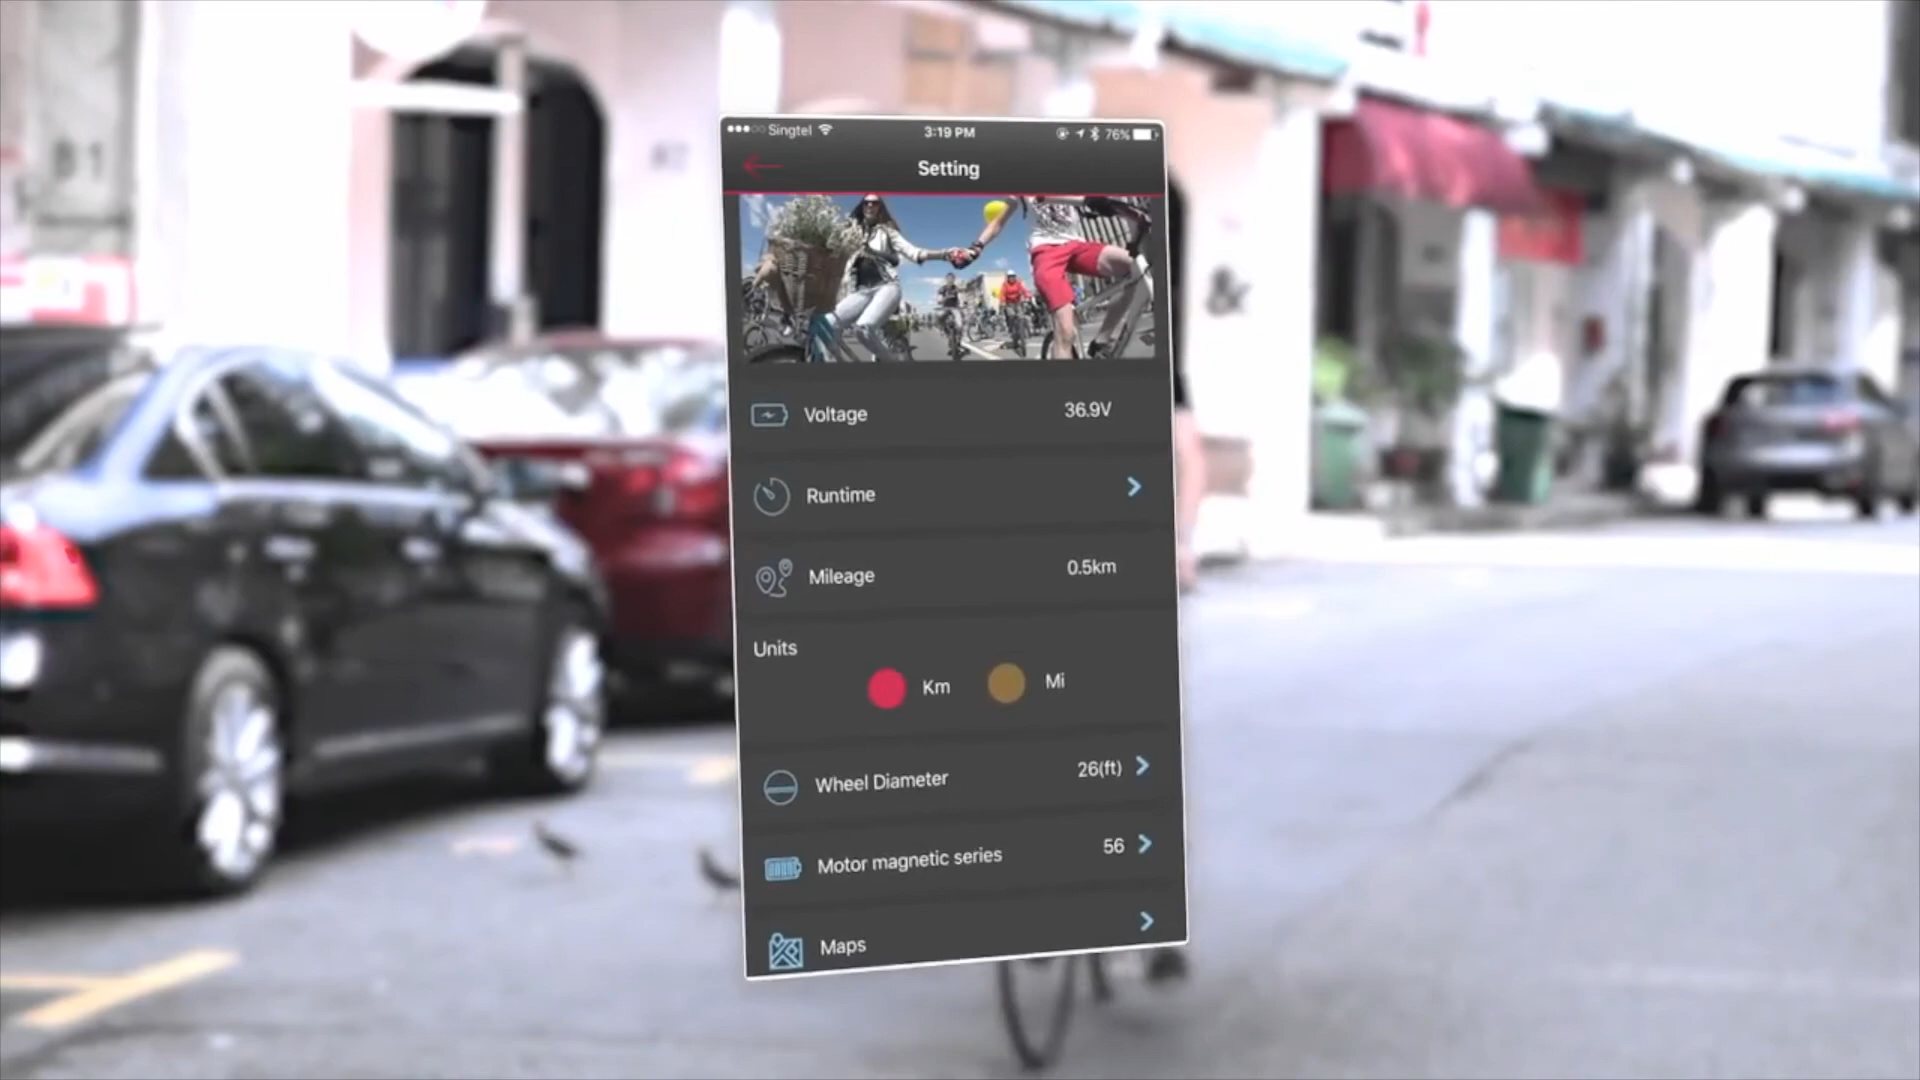 Singtel 3:19 PM 76%
Setting
Voltage 36.9V
Runtime
Mileage 0.5km
Units
Km Mi
Wheel Diameter 26(ft)
Motor magnetic series 56
Maps
&